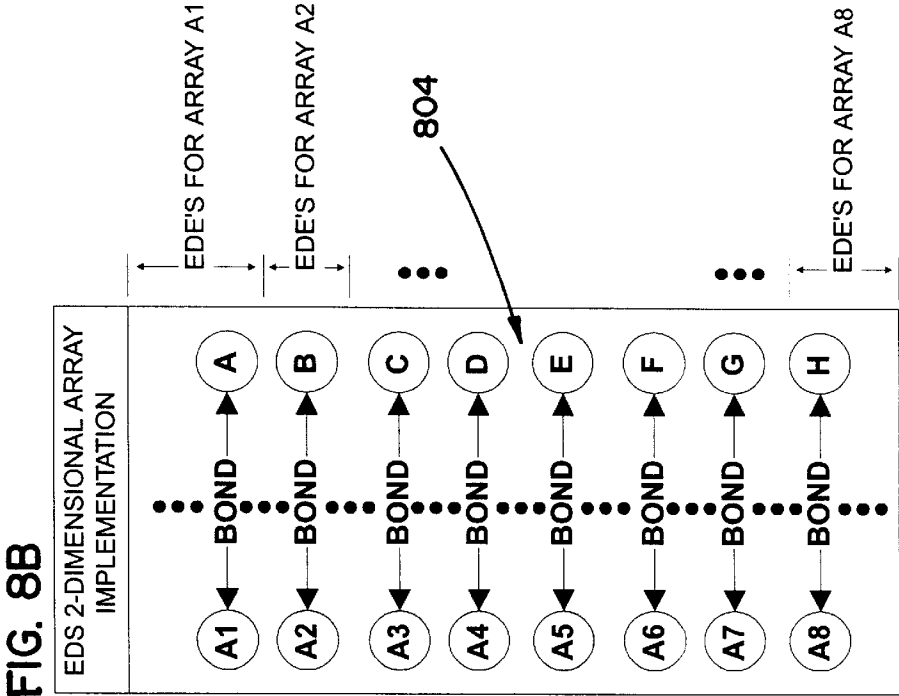 FIG. 8B
EDS 2-DIMENSIONAL ARRAY
IMPLEMENTATION
A1 BOND A
A2 BOND B
A3 BOND C
A4 BOND D
A5 BOND E
A6 BOND F
A7 BOND G
A8 BOND H
EDE'S FOR ARRAY A1
EDE'S FOR ARRAY A2
804
EDE'S FOR ARRAY A8